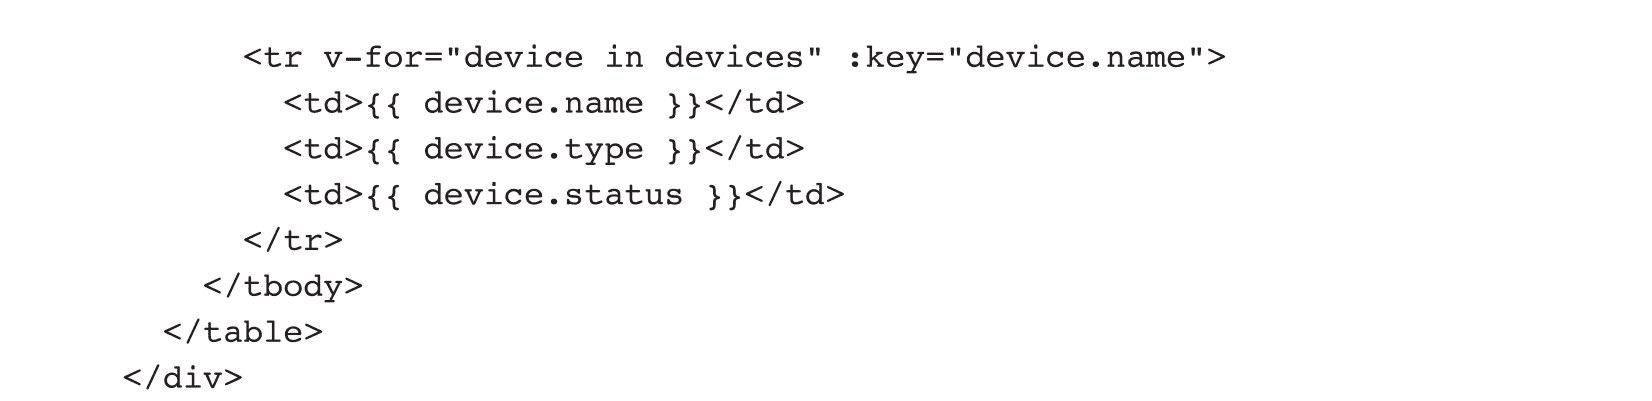 <tr v-for="device in devices" :key="device.name">
<td>{{ device.name }}</td>
<td>{{ device.type }}</td>
<td>{{ device.status }}</td>
</tr>
</tbody>
</table>
</div>